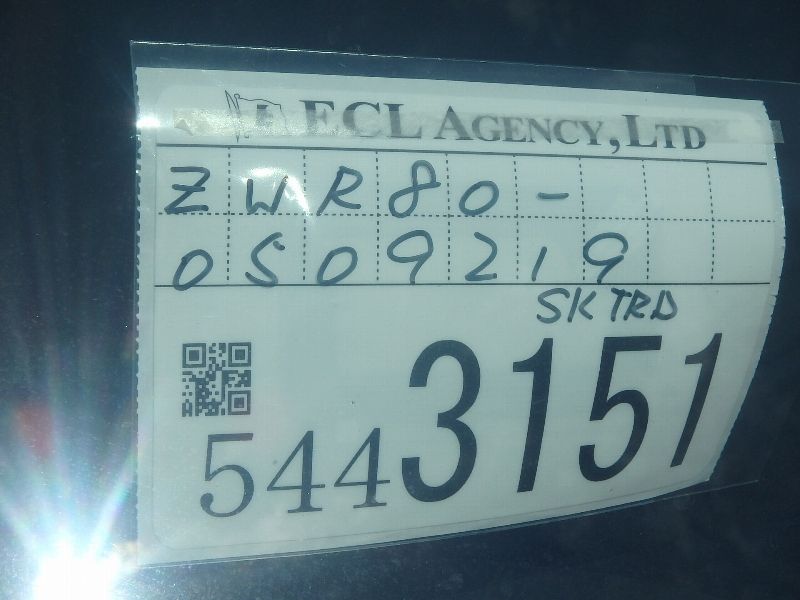 ECL AGENCY, LTD
ZWR80-
0509219
SK TRD
5443151